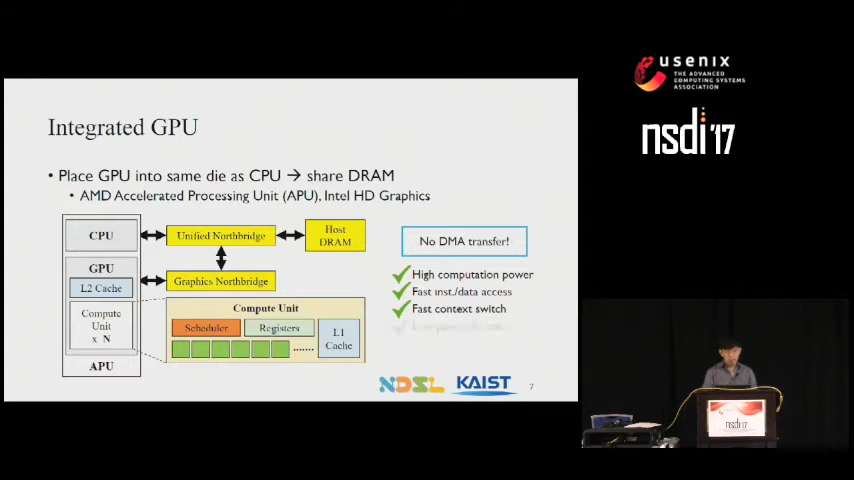 usenix
THE ADVANCED
COMPUTING SYSTEMS
ASSOCIATION
nsdi '17
Integrated GPU
• Place GPU into same die as CPU → share DRAM
• AMD Accelerated Processing Unit (APU), Intel HD Graphics
CPU
Unified Northbridge
Host
DRAM
GPU
L2 Cache
Graphics Northbridge
Compute
Unit
x N
APU
Compute Unit
Scheduler
Registers
L1
Cache
.......
No DMA transfer!
High computation power
Fast inst./data access
Fast context switch
NDSL
KAIST
7
nsdi'17